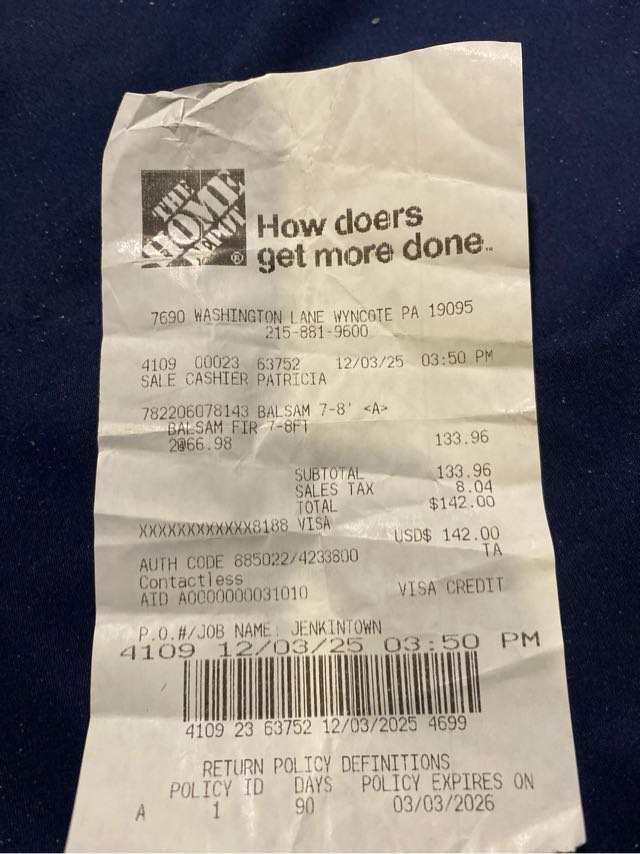 THE
HOME
DEPOT
®
How doers
get more done™
7690 WASHINGTON LANE WYNCOTE PA 19095
215-881-9600
4109 00023 63752 12/03/25 03:50 PM
SALE CASHIER PATRICIA
782206078143 BALSAM 7-8' <A>
BALSAM FIR 7-8FT
2@66.98 133.96
SUBTOTAL 133.96
SALES TAX 8.04
TOTAL $142.00
XXXXXXXXXXXX8188 VISA
USD$ 142.00
TA
AUTH CODE 885022/4233800
Contactless
AID A0000000031010 VISA CREDIT
P.O.#/JOB NAME: JENKINTOWN
4109 12/03/25 03:50 PM
4109 23 63752 12/03/2025 4699
RETURN POLICY DEFINITIONS
POLICY ID DAYS POLICY EXPIRES ON
A 1 90 03/03/2026